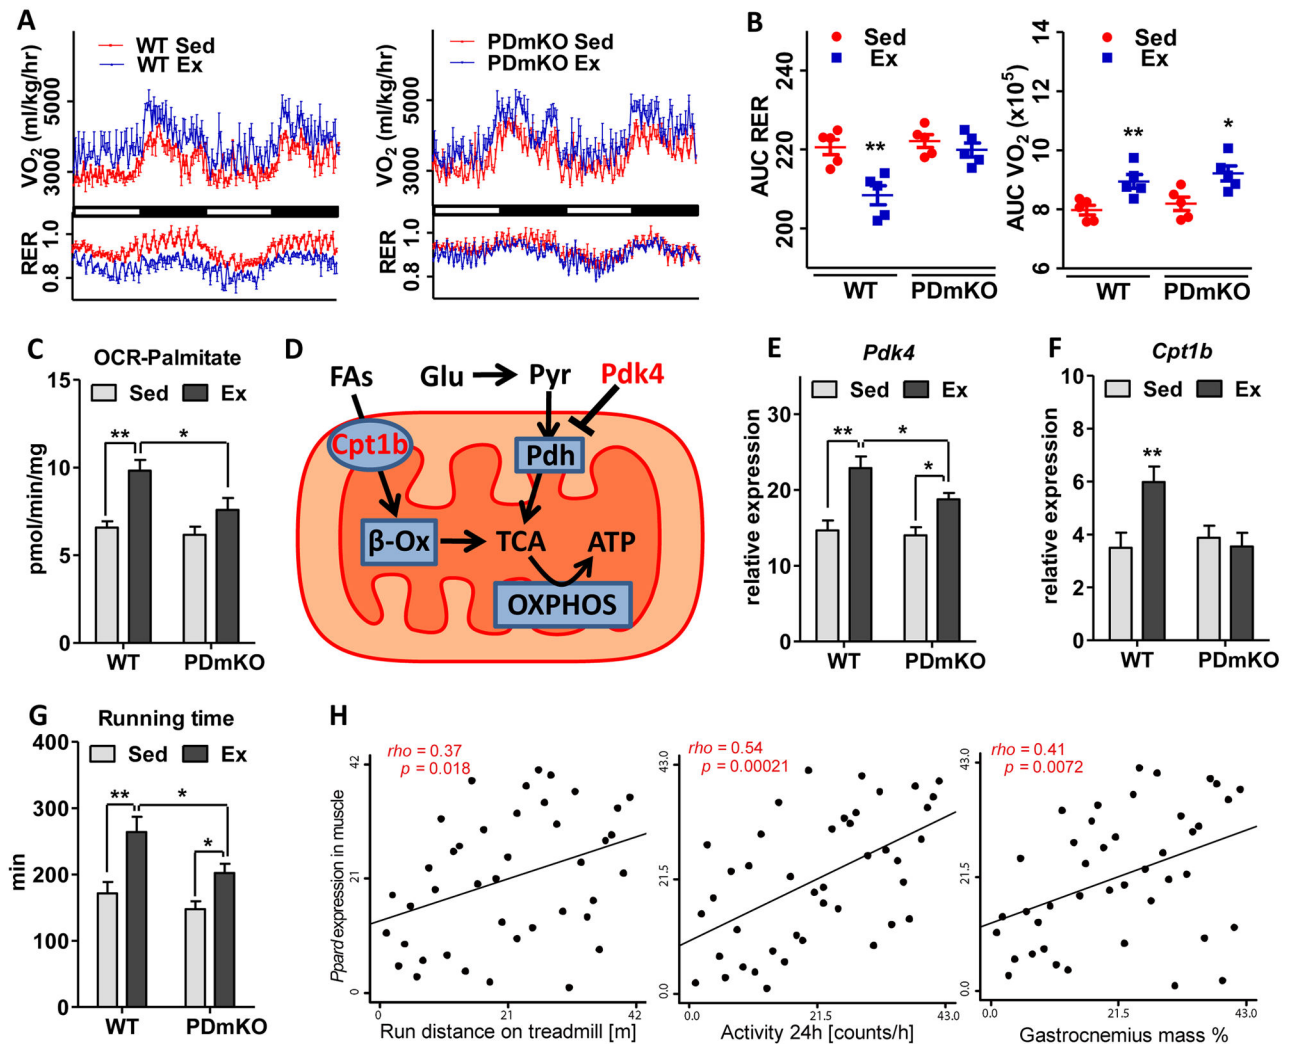 A
WT Sed
WT Ex
VO2 (ml/kg/hr)
5000
3000
RER
1.0
0.8
PDmKO Sed
PDmKO Ex
VO2 (ml/kg/hr)
5000
3000
RER
1.0
0.8
B
Sed
Ex
AUC RER
240
220
200
**
WT
PDmKO
Sed
Ex
AUC VO2 (x10^5)
14
12
10
8
6
**
*
WT
PDmKO
C
OCR-Palmitate
Sed
Ex
pmol/min/mg
15
10
5
0
**
*
WT
PDmKO
D
FAs
Glu
Pyr
Pdk4
Cpt1b
Pdh
β-Ox
TCA
ATP
OXPHOS
E
Pdk4
Sed
Ex
relative expression
30
20
10
0
**
*
*
WT
PDmKO
F
Cpt1b
Sed
Ex
relative expression
10
8
6
4
2
0
**
WT
PDmKO
G
Running time
Sed
Ex
min
400
300
200
100
0
**
*
*
WT
PDmKO
H
rho = 0.37
p = 0.018
Ppard expression in muscle
42
21
0
0.0
21
42
Run distance on treadmill [m]
rho = 0.54
p = 0.00021
43.0
21.5
0.0
0.0
21.5
43.0
Activity 24h [counts/h]
rho = 0.41
p = 0.0072
43.0
21.5
0.0
0.0
21.5
43.0
Gastrocnemius mass %